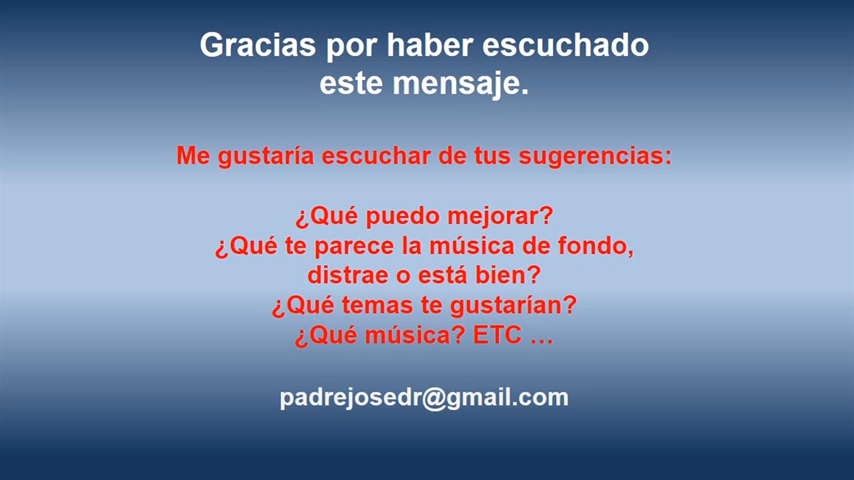 Gracias por haber escuchado
este mensaje.
Me gustaría escuchar de tus sugerencias:
¿Qué puedo mejorar?
¿Qué te parece la música de fondo,
distrae o está bien?
¿Qué temas te gustarían?
¿Qué música? ETC ...
padrejosedr@gmail.com